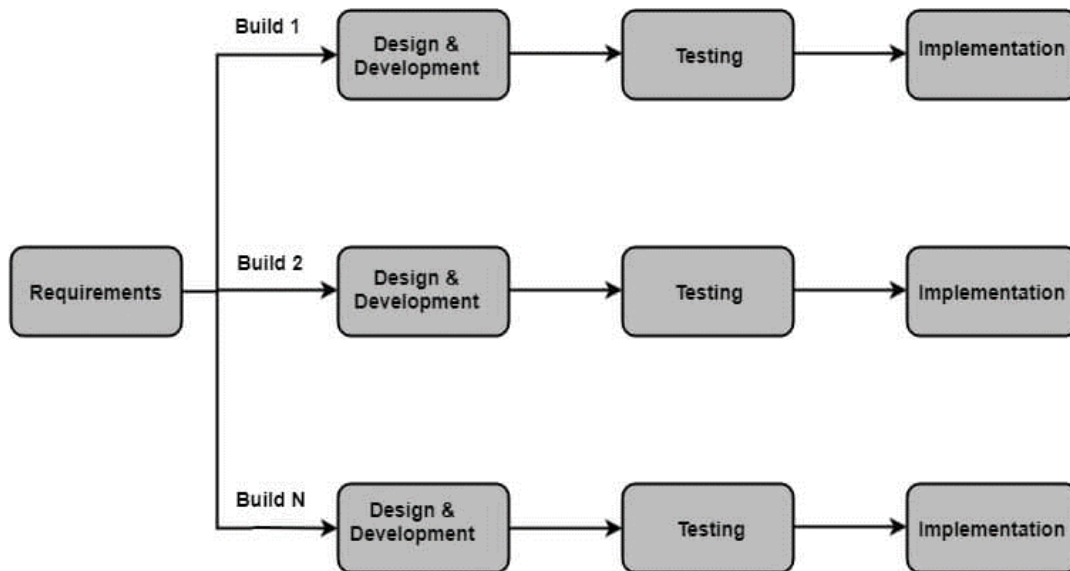 Build 1
Design &
Development
Testing
Implementation
Requirements
Build 2
Design &
Development
Testing
Implementation
Build N
Design &
Development
Testing
Implementation